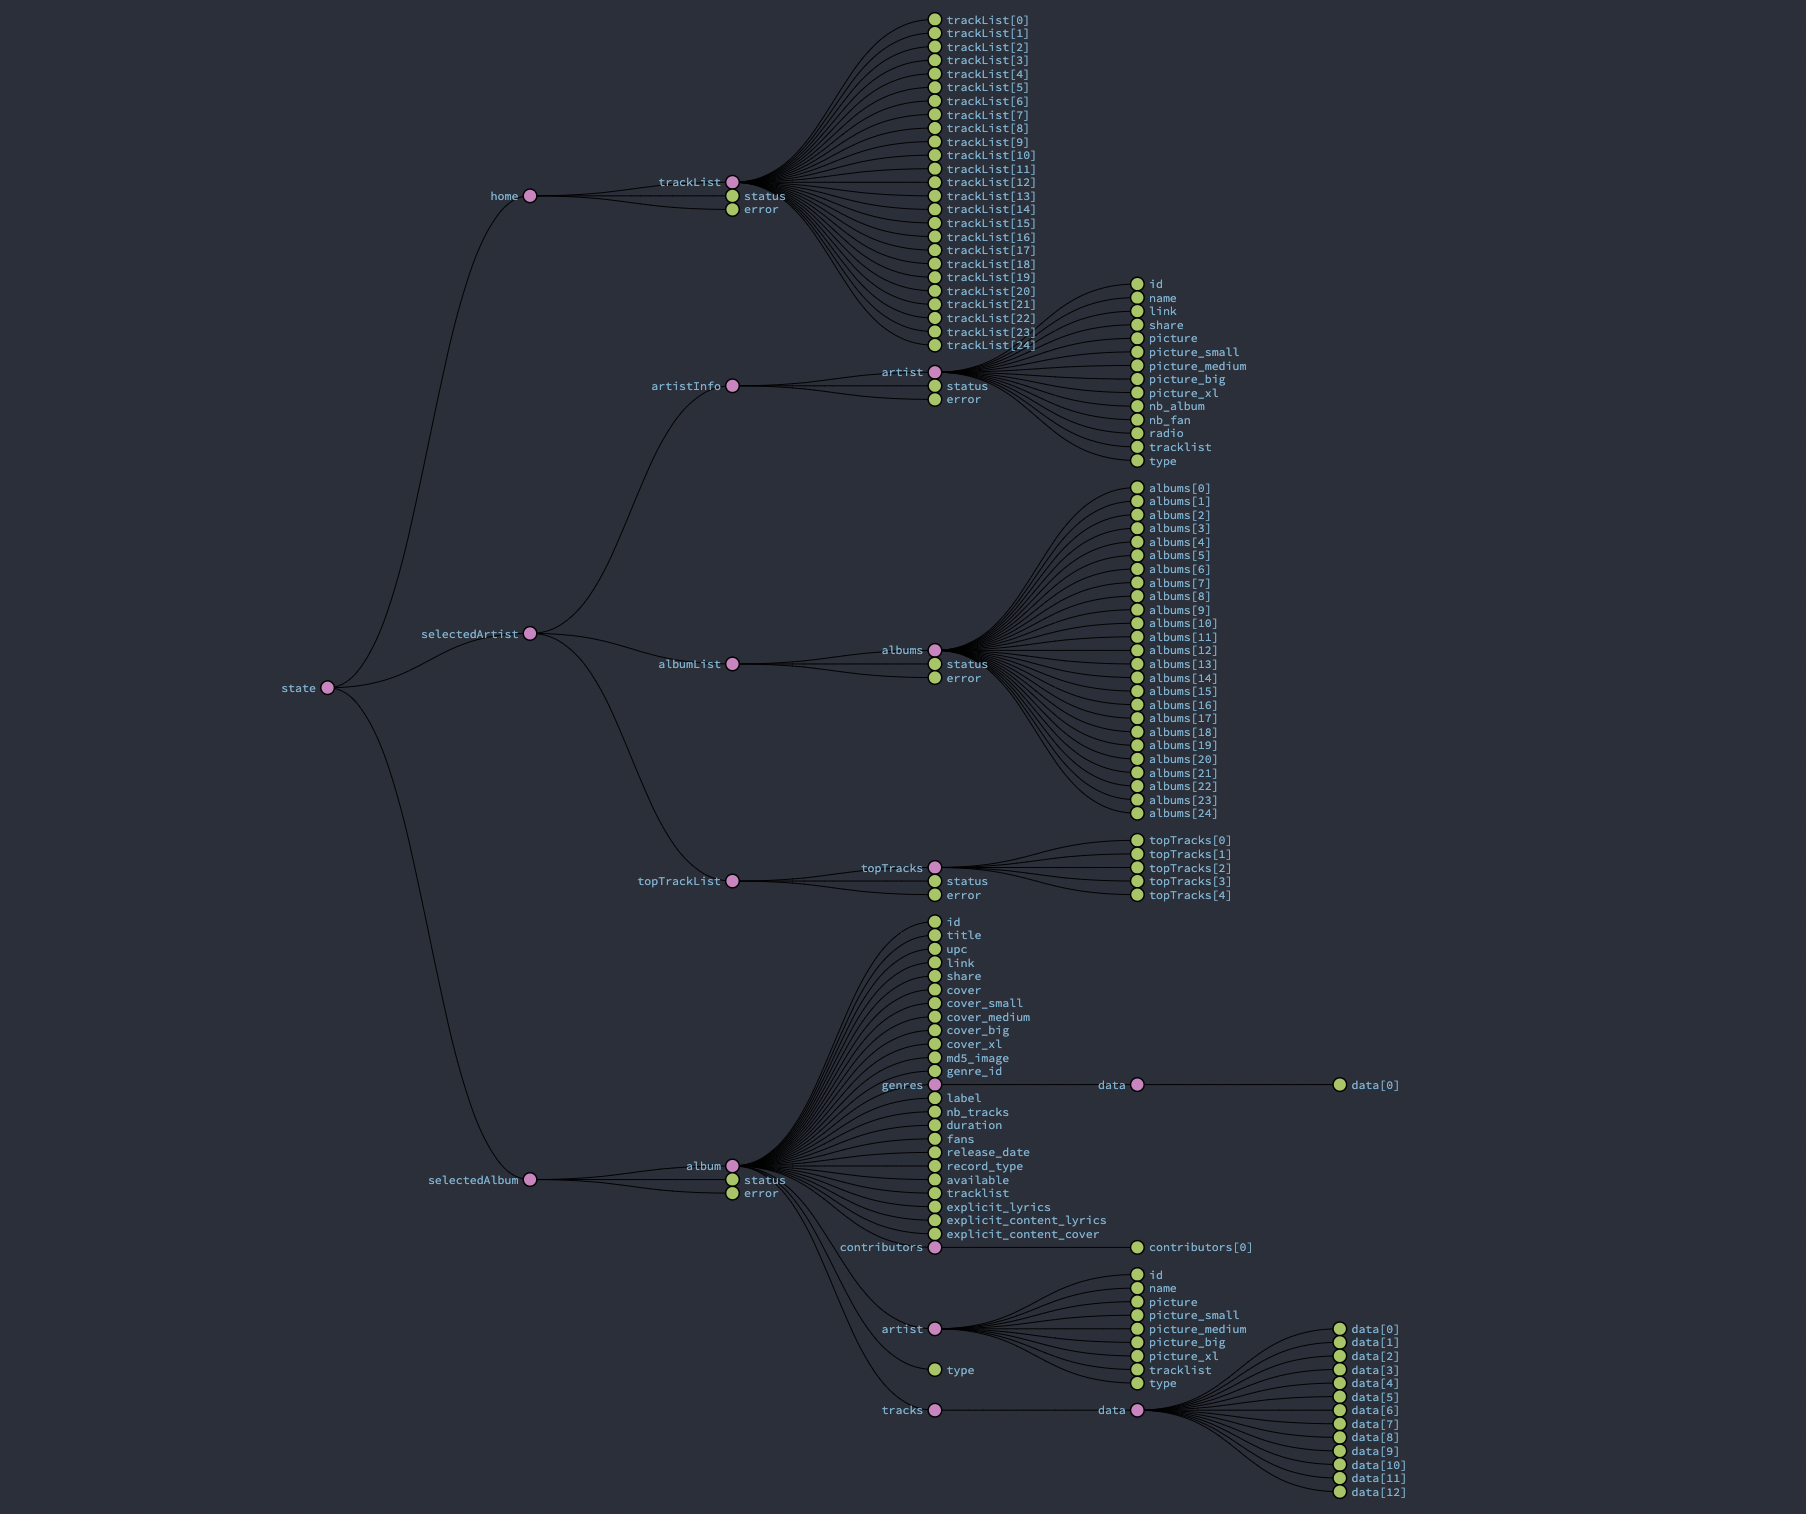 state
home
trackList
status
error
trackList[0]
trackList[1]
trackList[2]
trackList[3]
trackList[4]
trackList[5]
trackList[6]
trackList[7]
trackList[8]
trackList[9]
trackList[10]
trackList[11]
trackList[12]
trackList[13]
trackList[14]
trackList[15]
trackList[16]
trackList[17]
trackList[18]
trackList[19]
trackList[20]
trackList[21]
trackList[22]
trackList[23]
trackList[24]
selectedArtist
artistInfo
artist
status
error
id
name
link
share
picture
picture_small
picture_medium
picture_big
picture_xl
nb_album
nb_fan
radio
tracklist
type
albumList
albums
status
error
albums[0]
albums[1]
albums[2]
albums[3]
albums[4]
albums[5]
albums[6]
albums[7]
albums[8]
albums[9]
albums[10]
albums[11]
albums[12]
albums[13]
albums[14]
albums[15]
albums[16]
albums[17]
albums[18]
albums[19]
albums[20]
albums[21]
albums[22]
albums[23]
albums[24]
topTrackList
topTracks
status
error
topTracks[0]
topTracks[1]
topTracks[2]
topTracks[3]
topTracks[4]
selectedAlbum
album
status
error
id
title
upc
link
share
cover
cover_small
cover_medium
cover_big
cover_xl
md5_image
genre_id
genres
data
data[0]
label
nb_tracks
duration
fans
release_date
record_type
available
tracklist
explicit_lyrics
explicit_content_lyrics
explicit_content_cover
contributors
contributors[0]
artist
id
name
picture
picture_small
picture_medium
picture_big
picture_xl
tracklist
type
type
tracks
data
data[0]
data[1]
data[2]
data[3]
data[4]
data[5]
data[6]
data[7]
data[8]
data[9]
data[10]
data[11]
data[12]